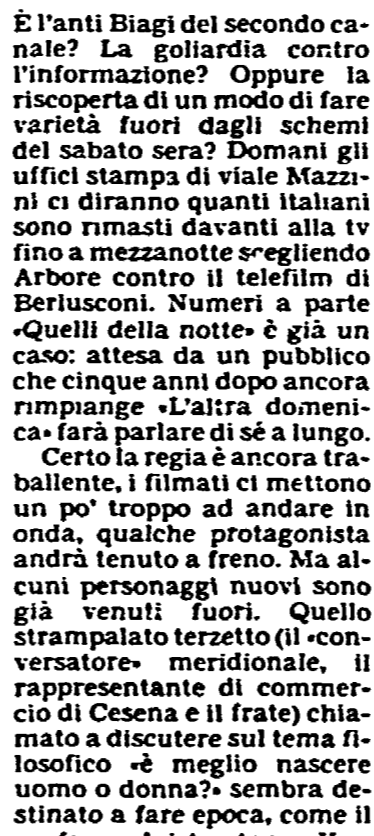 È l'anti Biagi del secondo ca-
nale? La goliardia contro
l'informazione? Oppure la
riscoperta di un modo di fare
varietà fuori dagli schemi
del sabato sera? Domani gli
uffici stampa di viale Mazzi-
ni ci diranno quanti italiani
sono rimasti davanti alla tv
fino a mezzanotte scegliendo
Arbore contro il telefilm di
Berlusconi. Numeri a parte
«Quelli della notte» è già un
caso: attesa da un pubblico
che cinque anni dopo ancora
rimpiange «L'altra domeni-
ca» farà parlare di sé a lungo.
Certo la regia è ancora tra-
ballente, i filmati ci mettono
un po' troppo ad andare in
onda, qualche protagonista
andrà tenuto a freno. Ma al-
cuni personaggi nuovi sono
già venuti fuori. Quello
strampalato terzetto (il «con-
versatore» meridionale, il
rappresentante di commer-
cio di Cesena e il frate) chia-
mato a discutere sul tema fi-
losofico «è meglio nascere
uomo o donna?» sembra de-
stinato a fare epoca, come il